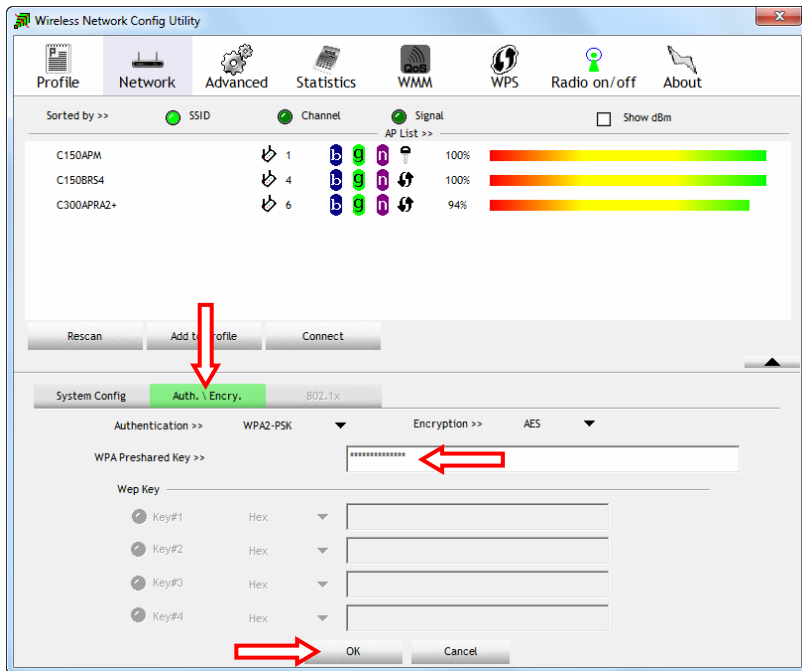 Wireless Network Config Utility
Profile Network Advanced Statistics WMM WPS Radio on/off About
QoS
Sorted by >> SSID Channel Signal Show dBm
AP List >>
C150APM 1 b g n 100%
C150BRS4 4 b g n 100%
C300APRA2+ 6 b g n 94%
Rescan Add to Profile Connect
System Config Auth. \ Encry. 802.1x
Authentication >> WPA2-PSK Encryption >> AES
WPA Preshared Key >> **************
Wep Key
Key#1 Hex
Key#2 Hex
Key#3 Hex
Key#4 Hex
OK Cancel